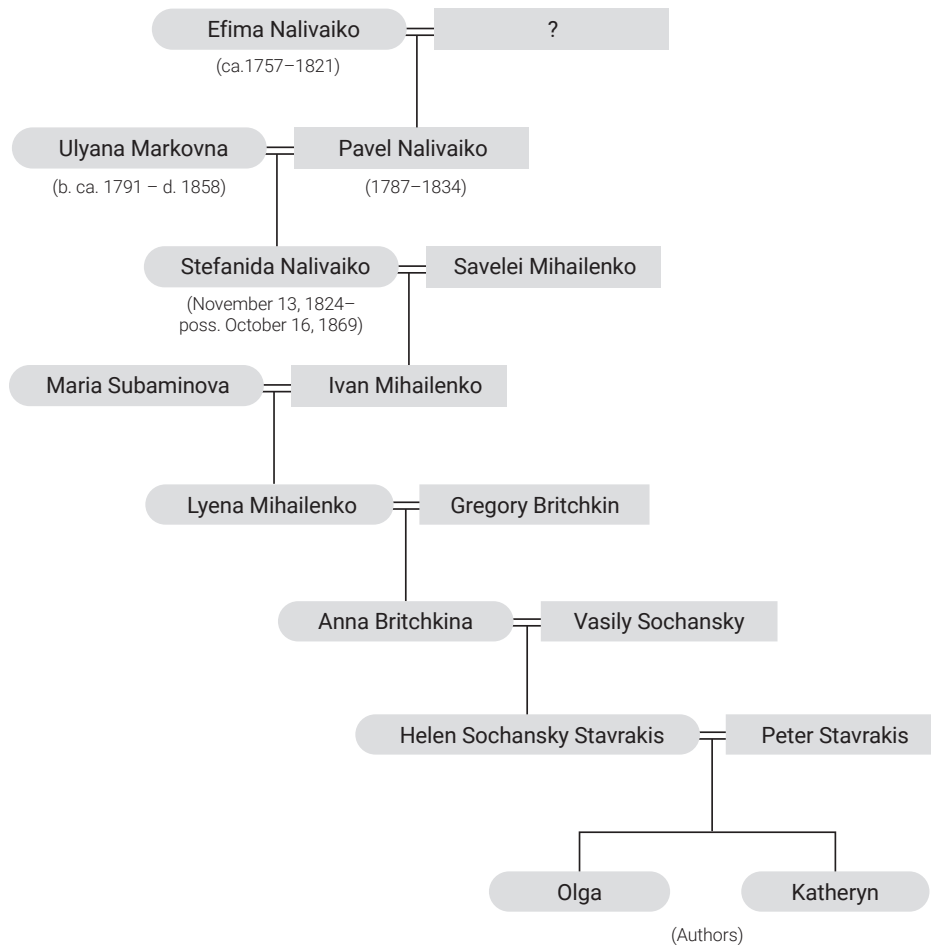 Efima Nalivaiko
?
(ca.1757–1821)
Ulyana Markovna
Pavel Nalivaiko
(b. ca. 1791 – d. 1858)
(1787–1834)
Stefanida Nalivaiko
Savelei Mihailenko
(November 13, 1824–
poss. October 16, 1869)
Maria Subaminova
Ivan Mihailenko
Lyena Mihailenko
Gregory Britchkin
Anna Britchkina
Vasily Sochansky
Helen Sochansky Stavrakis
Peter Stavrakis
Olga
Katheryn
(Authors)